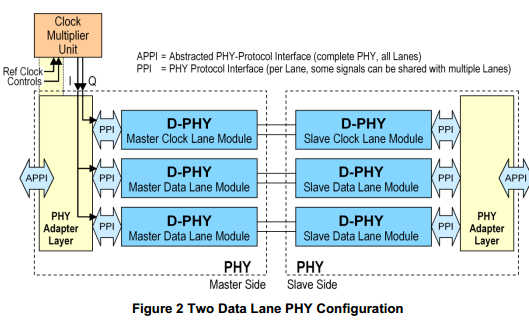 Clock
Multiplier
Unit
APPI = Abstracted PHY-Protocol Interface (complete PHY, all Lanes)
PPI = PHY Protocol Interface (per Lane, some signals can be shared with multiple Lanes)
Ref Clock
Controls
I
Q
PPI
D-PHY
Master Clock Lane Module
D-PHY
Slave Clock Lane Module
PPI
APPI
PPI
D-PHY
Master Data Lane Module
D-PHY
Slave Data Lane Module
PPI
APPI
PHY
Adapter
Layer
PPI
D-PHY
Master Data Lane Module
D-PHY
Slave Data Lane Module
PPI
PHY
Adapter
Layer
PHY
Master Side
PHY
Slave Side
Figure 2 Two Data Lane PHY Configuration